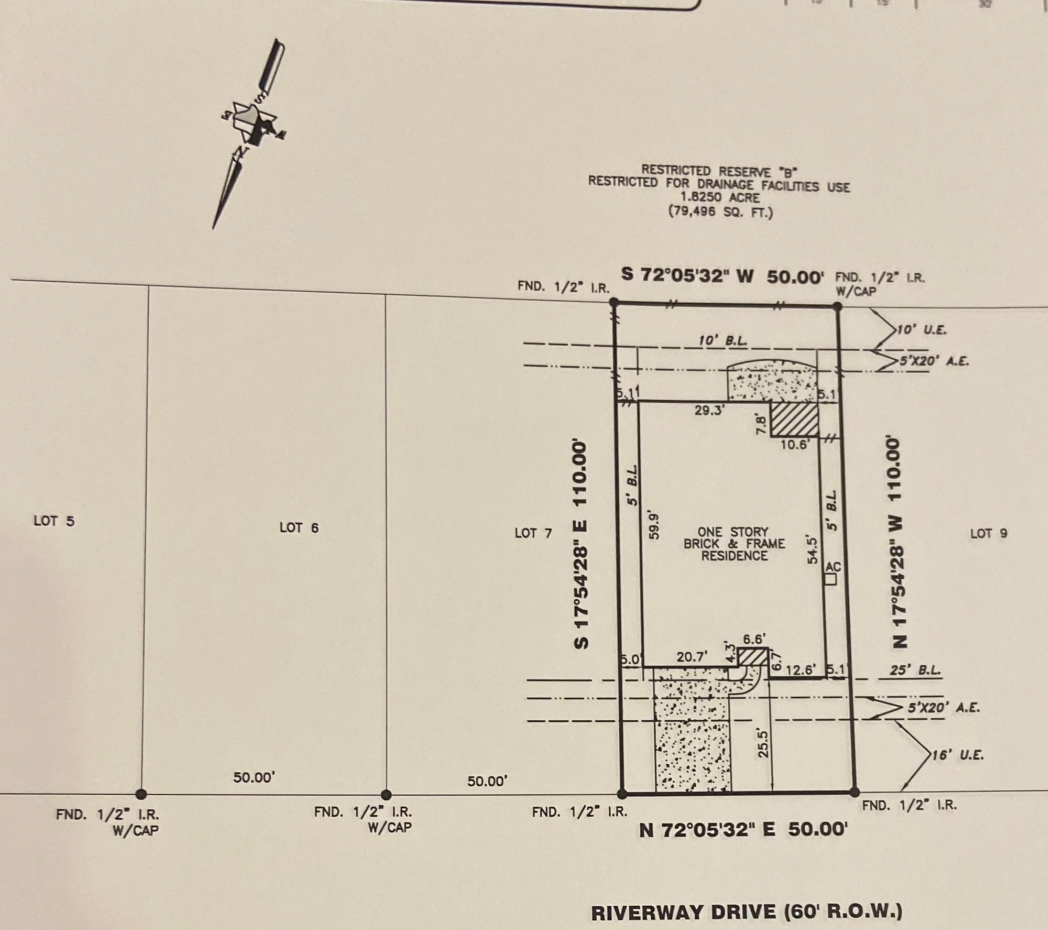 15'
15'
30'
S
N
RESTRICTED RESERVE "B"
RESTRICTED FOR DRAINAGE FACILITIES USE
1.8250 ACRE
(79,496 SQ. FT.)
S 72°05'32" W 50.00'
FND. 1/2" I.R.
FND. 1/2" I.R.
W/CAP
10' U.E.
10' B.L.
5'X20' A.E.
5.1'
29.3'
5.1'
7.8'
10.6'
S 17°54'28" E 110.00'
5' B.L.
59.9'
5' B.L.
54.5'
N 17°54'28" W 110.00'
LOT 5
LOT 6
LOT 7
ONE STORY
BRICK & FRAME
RESIDENCE
LOT 9
AC
6.6'
5.0'
20.7'
4.3'
6.7'
12.6'
5.1'
25' B.L.
5'X20' A.E.
25.5'
16' U.E.
50.00'
50.00'
FND. 1/2" I.R.
W/CAP
FND. 1/2" I.R.
W/CAP
FND. 1/2" I.R.
FND. 1/2" I.R.
N 72°05'32" E 50.00'
RIVERWAY DRIVE (60' R.O.W.)